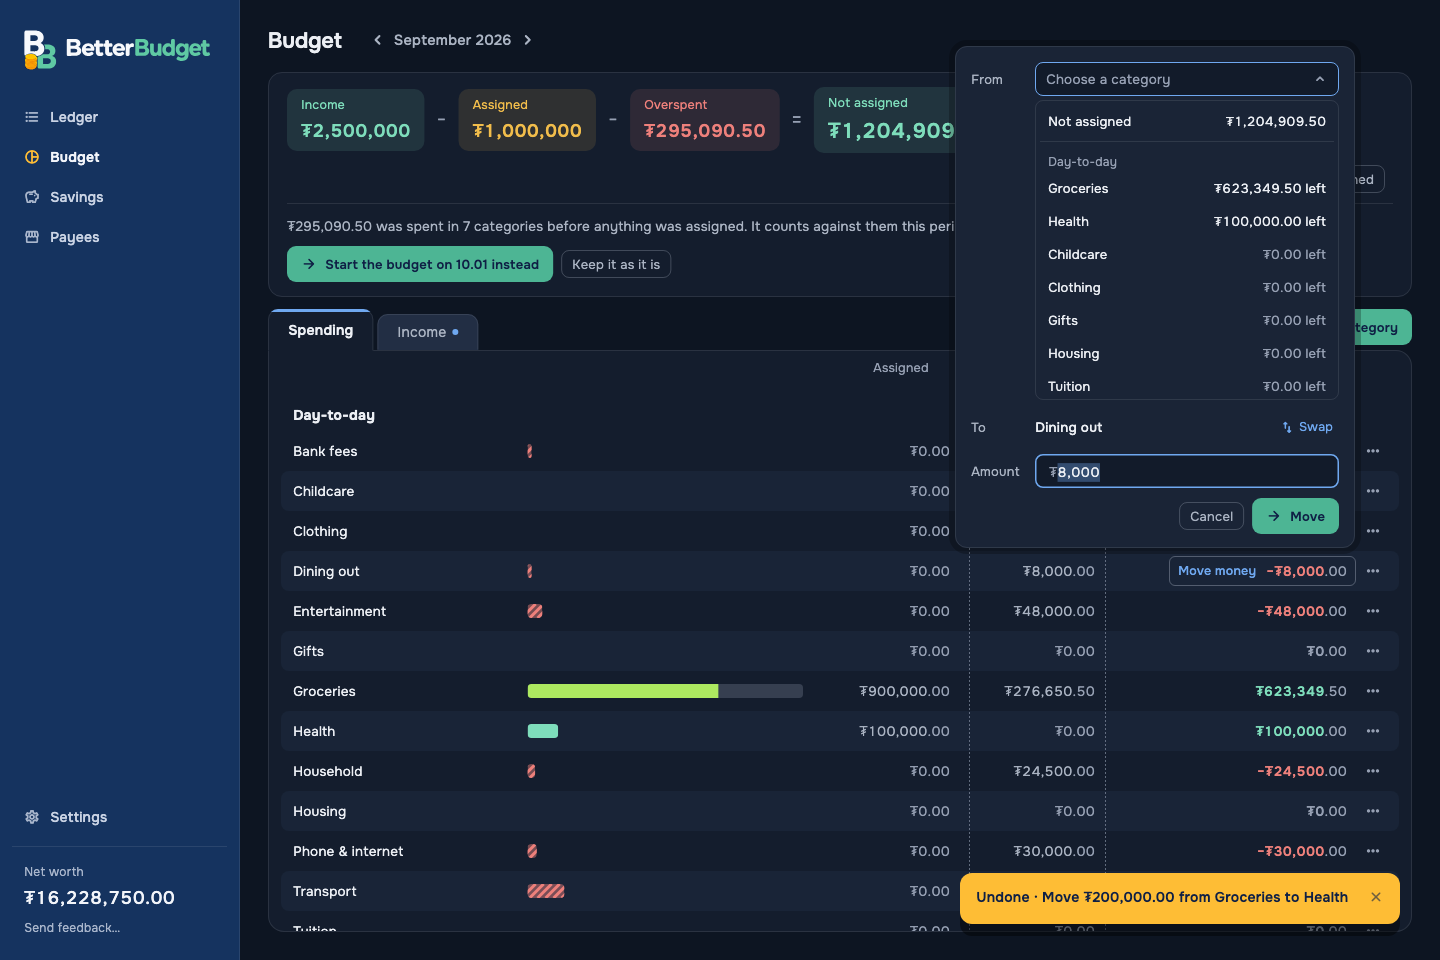 BetterBudget
Ledger
Budget
Savings
Payees
Settings
Net worth
₮16,228,750.00
Send feedback...
Budget
September 2026
Income
₮2,500,000
-
Assigned
₮1,000,000
-
Overspent
₮295,090.50
=
Not assigned
₮1,204,909
₮295,090.50 was spent in 7 categories before anything was assigned. It counts against them this peri
Start the budget on 10.01 instead
Keep it as it is
Spending
Income
Assigned
Day-to-day
Bank fees ₮0.00
Childcare ₮0.00
Clothing ₮0.00
Dining out ₮0.00 ₮8,000.00 Move money -₮8,000.00
Entertainment ₮0.00 ₮48,000.00 -₮48,000.00
Gifts ₮0.00 ₮0.00 ₮0.00
Groceries ₮900,000.00 ₮276,650.50 ₮623,349.50
Health ₮100,000.00 ₮0.00 ₮100,000.00
Household ₮0.00 ₮24,500.00 -₮24,500.00
Housing ₮0.00 ₮0.00 ₮0.00
Phone & internet ₮0.00 ₮30,000.00 -₮30,000.00
Transport ₮0.00
Tuition ₮0.00 ₮0.00 ₮0.00
From
Choose a category
Not assigned ₮1,204,909.50
Day-to-day
Groceries ₮623,349.50 left
Health ₮100,000.00 left
Childcare ₮0.00 left
Clothing ₮0.00 left
Gifts ₮0.00 left
Housing ₮0.00 left
Tuition ₮0.00 left
To Dining out Swap
Amount ₮8,000
Cancel
Move
Undone · Move ₮200,000.00 from Groceries to Health